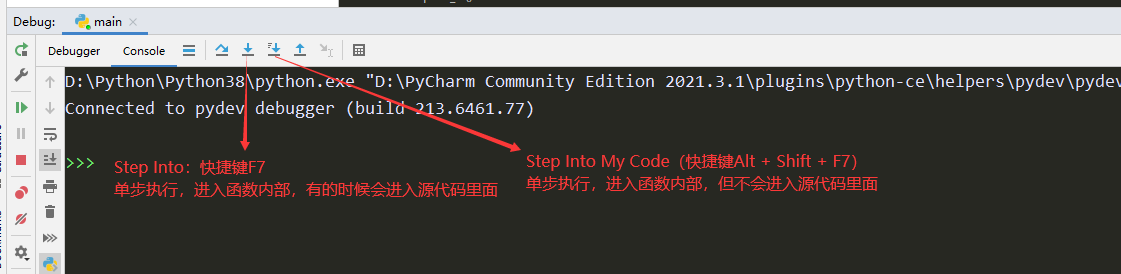 Debug:
main
Debugger
Console
D:\Python\Python38\python.exe "D:\PyCharm Community Edition 2021.3.1\plugins\python-ce\helpers\pydev\pydev
Connected to pydev debugger (build 213.6461.77)
>>>
Step Into：快捷键F7
单步执行，进入函数内部，有的时候会进入源代码里面
Step Into My Code（快捷键Alt + Shift + F7）
单步执行，进入函数内部，但不会进入源代码里面